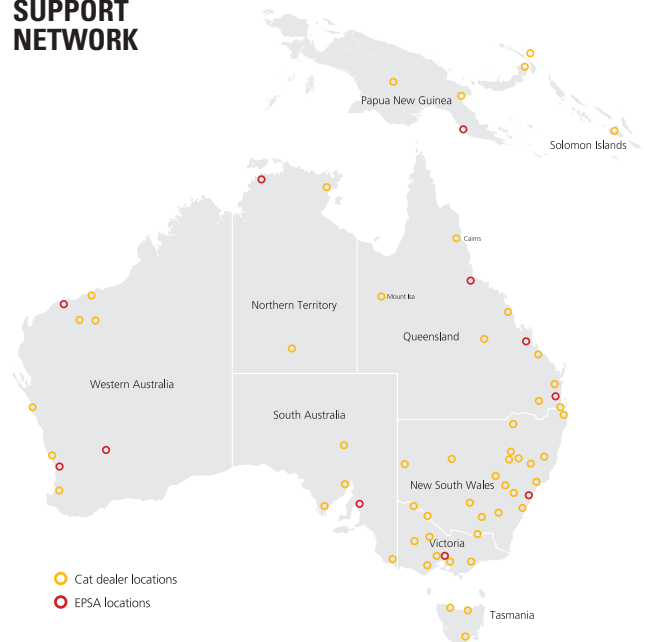 SUPPORT
NETWORK
Papua New Guinea
Solomon Islands
Cairns
Mount Isa
Northern Territory
Queensland
Western Australia
South Australia
New South Wales
Victoria
Cat dealer locations
EPSA locations
Tasmania